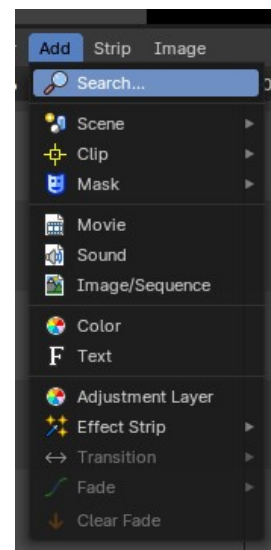 Add Strip Image
Search...
Scene
Clip
Mask
Movie
Sound
Image/Sequence
Color
F Text
Adjustment Layer
Effect Strip
Transition
Fade
Clear Fade